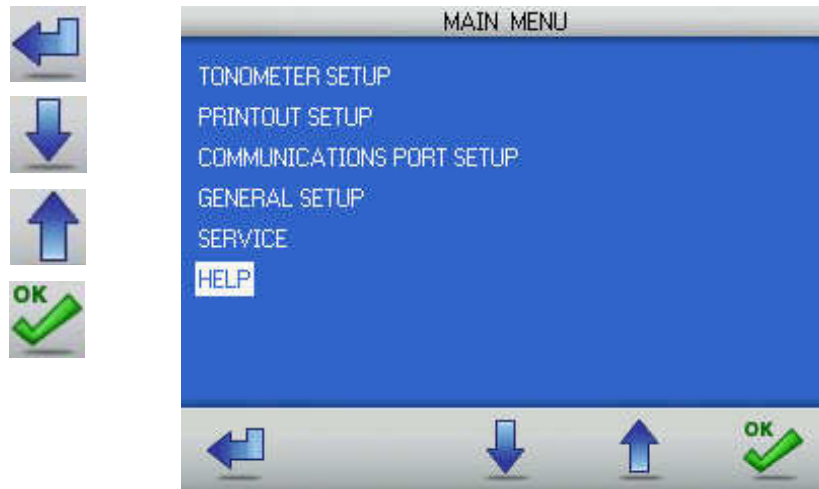 MAIN MENU
TONOMETER SETUP
PRINTOUT SETUP
COMMUNICATIONS PORT SETUP
GENERAL SETUP
SERVICE
HELP
OK
OK